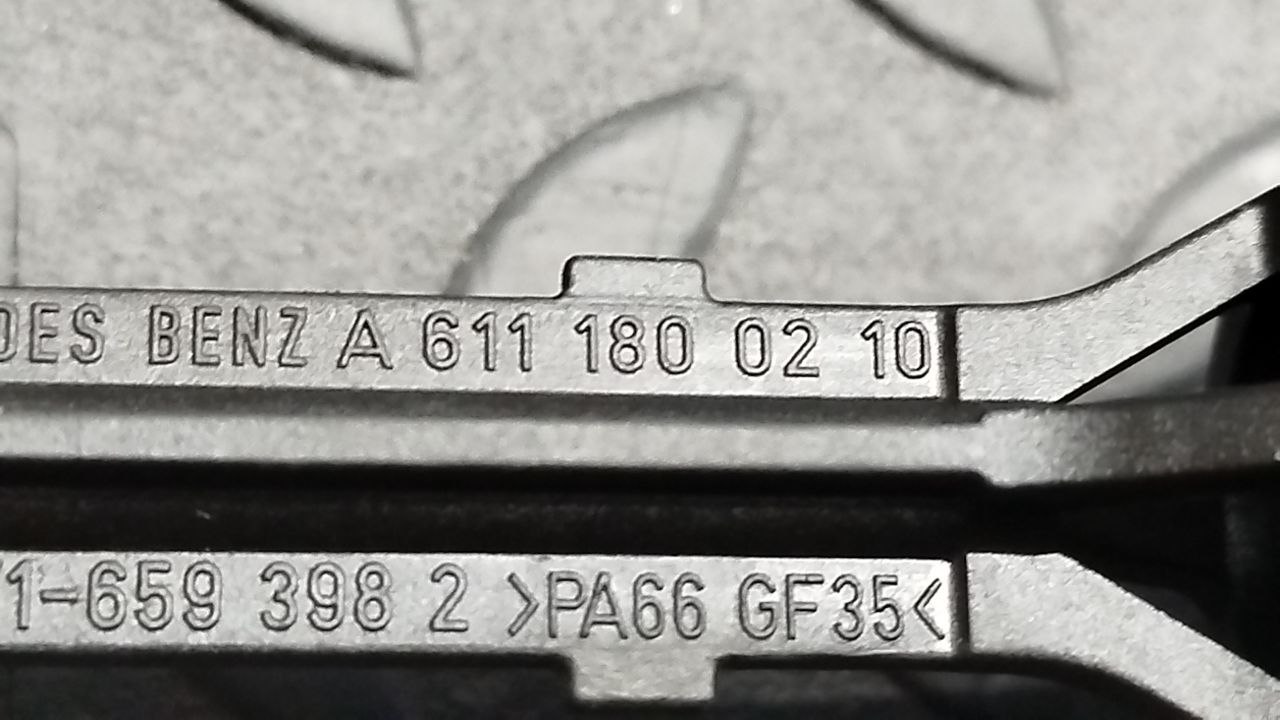 DES BENZ A 611 180 02 10
1-659 398 2 >PA66 GF35<